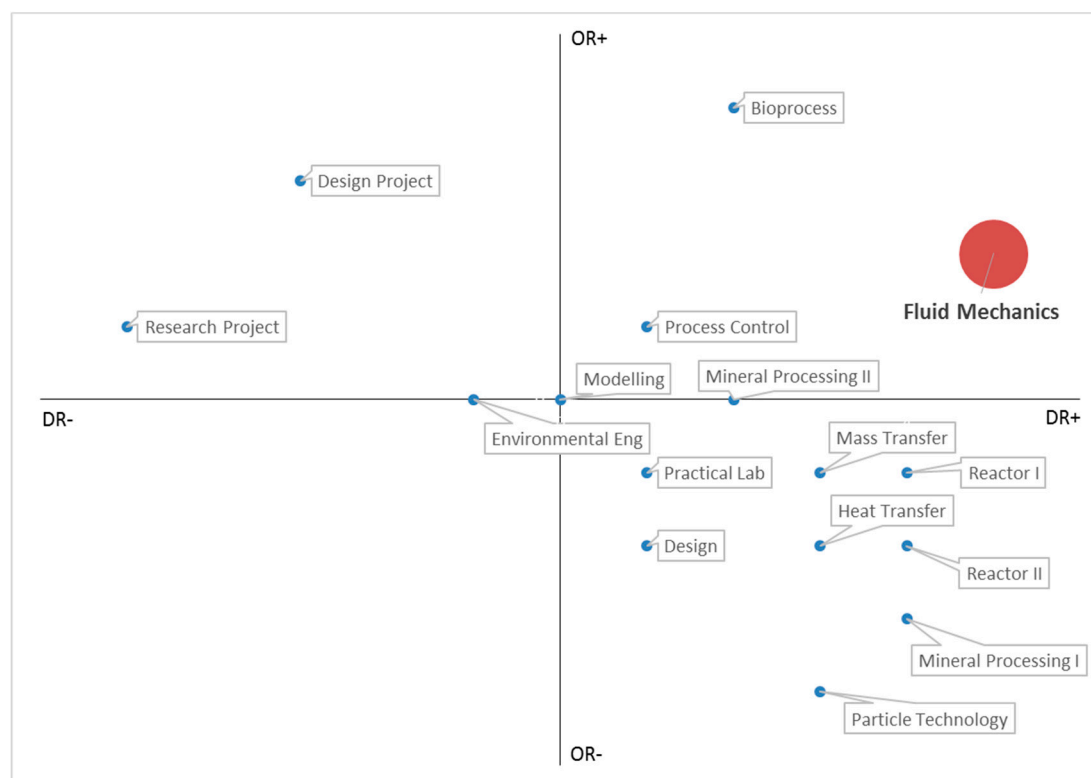 OR+
Bioprocess
Design Project
Fluid Mechanics
Research Project
Process Control
Modelling
Mineral Processing II
DR-
DR+
Environmental Eng
Mass Transfer
Practical Lab
Reactor I
Heat Transfer
Design
Reactor II
Mineral Processing I
Particle Technology
OR-